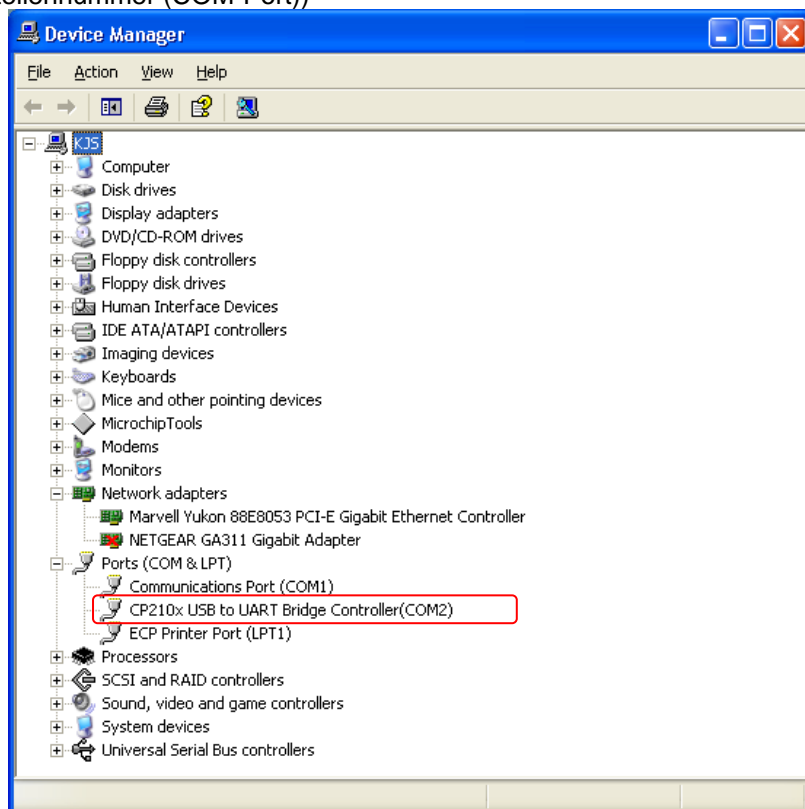 ellennummer (COM Port))
Device Manager
File Action View Help
KJS
Computer
Disk drives
Display adapters
DVD/CD-ROM drives
Floppy disk controllers
Floppy disk drives
Human Interface Devices
IDE ATA/ATAPI controllers
Imaging devices
Keyboards
Mice and other pointing devices
MicrochipTools
Modems
Monitors
Network adapters
Marvell Yukon 88E8053 PCI-E Gigabit Ethernet Controller
NETGEAR GA311 Gigabit Adapter
Ports (COM & LPT)
Communications Port (COM1)
CP210x USB to UART Bridge Controller(COM2)
ECP Printer Port (LPT1)
Processors
SCSI and RAID controllers
Sound, video and game controllers
System devices
Universal Serial Bus controllers